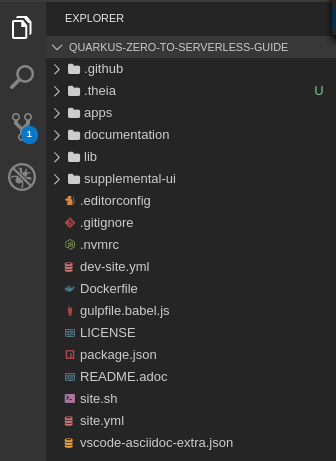 EXPLORER
QUARKUS-ZERO-TO-SERVERLESS-GUIDE
.github
.theia U
apps
documentation
lib
supplemental-ui
.editorconfig
.gitignore
.nvmrc
dev-site.yml
Dockerfile
gulpfile.babel.js
LICENSE
package.json
README.adoc
site.sh
site.yml
vscode-asciidoc-extra.json
1